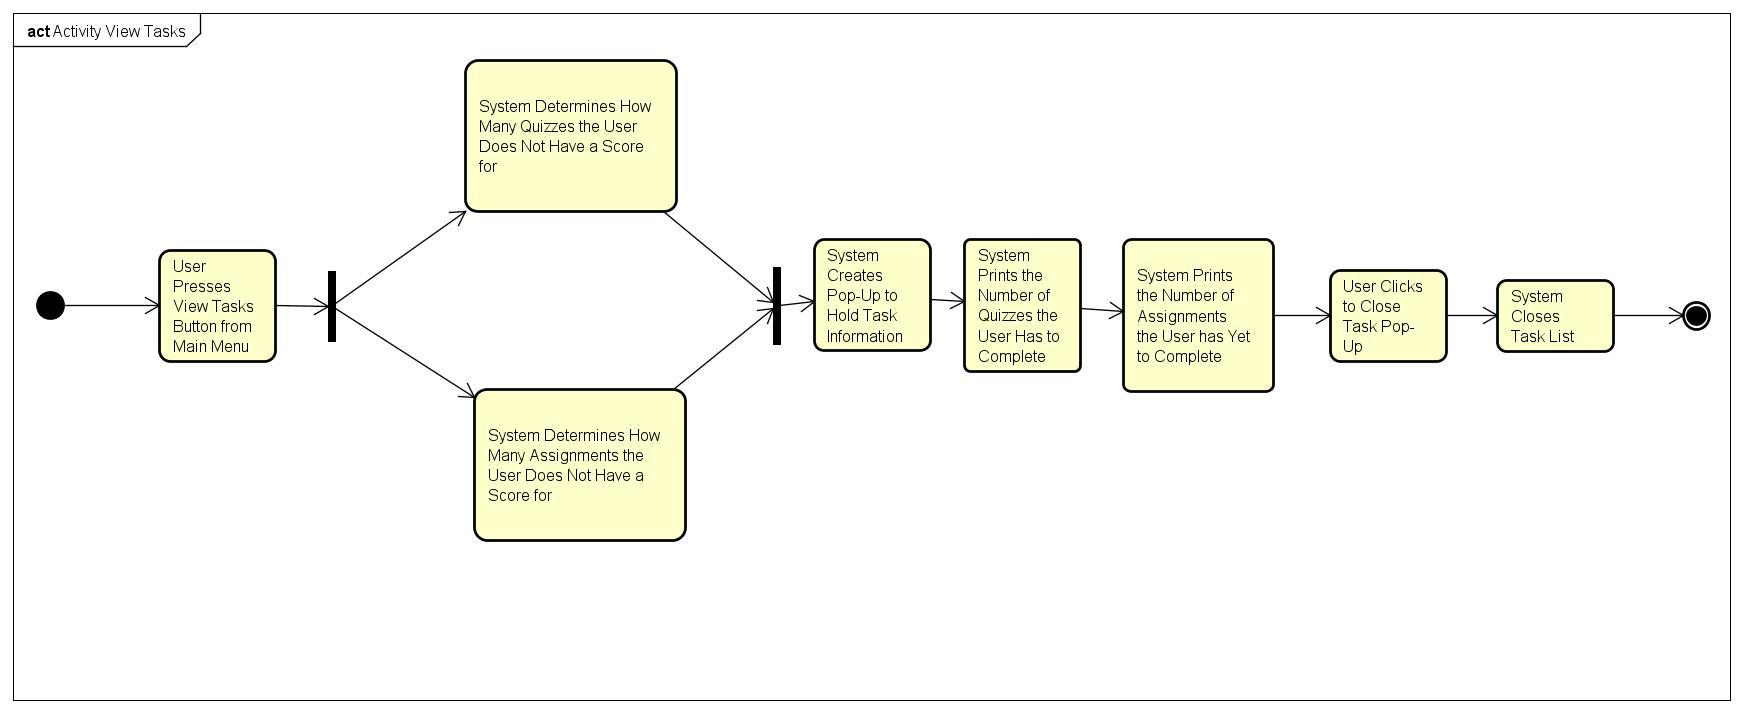 act Activity View Tasks
System Determines How
Many Quizzes the User
Does Not Have a Score
for
User
Presses
View Tasks
Button from
Main Menu
System Determines How
Many Assignments the
User Does Not Have a
Score for
System
Creates
Pop-Up to
Hold Task
Information
System
Prints the
Number of
Quizzes the
User Has to
Complete
System Prints
the Number of
Assignments
the User has Yet
to Complete
User Clicks
to Close
Task Pop-
Up
System
Closes
Task List